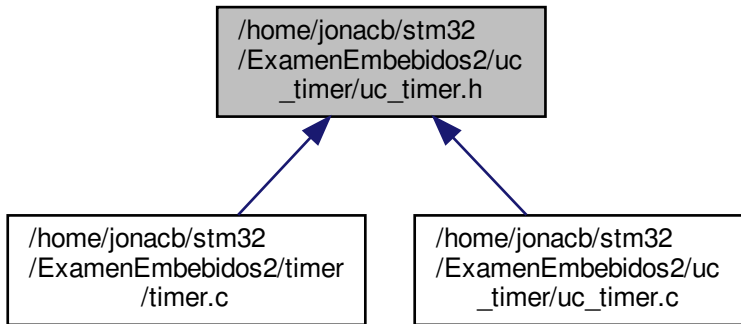 /home/jonacb/stm32
/ExamenEmbebidos2/uc
_timer/uc_timer.h
/home/jonacb/stm32
/ExamenEmbebidos2/timer
/timer.c
/home/jonacb/stm32
/ExamenEmbebidos2/uc
_timer/uc_timer.c